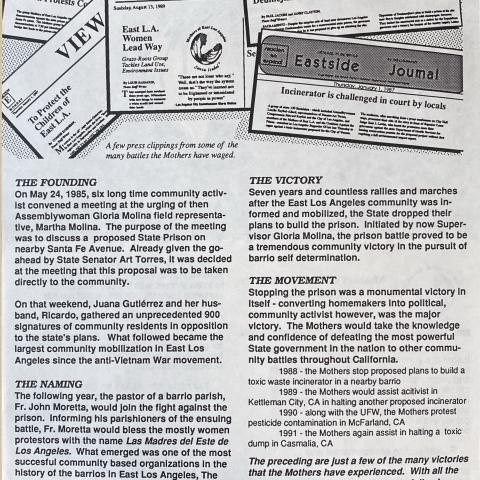 Protests
VIEW
To Protect the
Children of
East L.A.
Sunday, August 13, 1989
East L.A.
Women
Lead Way
Grass-Roots Group
Tackles Land Use,
Environment Issues
Eastside Journal
Thursday, January 1, 1987
Incinerator is challenged in court by locals
A few press clippings from some of the
many battles the Mothers have waged.
THE FOUNDING
On May 24, 1985, six long time community activ-
ist convened a meeting at the urging of then
Assemblywoman Gloria Molina field representa-
tive, Martha Molina. The purpose of the meeting
was to discuss a proposed State Prison on
nearby Santa Fe Avenue. Already given the go-
ahead by State Senator Art Torres, it was decided
at the meeting that this proposal was to be taken
directly to the community.
On that weekend, Juana Gutiérrez and her hus-
band, Ricardo, gathered an unprecedented 900
signatures of community residents in opposition
to the state's plans. What followed became the
largest community mobilization in East Los
Angeles since the anti-Vietnam War movement.
THE NAMING
The following year, the pastor of a barrio parish,
Fr. John Moretta, would join the fight against the
prison. Informing his parishioners of the ensuing
battle, Fr. Moretta would bless the mostly women
protestors with the name Las Madres del Este de
Los Angeles. What emerged was one of the most
succesful community based organizations in the
history of the barrios in East Los Angeles, The
THE VICTORY
Seven years and countless rallies and marches
after the East Los Angeles community was in-
formed and mobilized, the State dropped their
plans to build the prison. Initiated by now Super-
visor Gloria Molina, the prison battle proved to be
a tremendous community victory in the pursuit of
barrio self determination.
THE MOVEMENT
Stopping the prison was a monumental victory in
itself - converting homemakers into political,
community activist however, was the major
victory. The Mothers would take the knowledge
and confidence of defeating the most powerful
State government in the nation to other commu-
nity battles throughout California.
1988 - the Mothers stop proposed plans to build a
toxic waste incinerator in a nearby barrio
1989 - the Mothers would assist acitivist in
Kettleman City, CA in halting another proposed incinerator
1990 - along with the UFW, the Mothers protest
pesticide contamination in McFarland, CA
1991 - the Mothers again assist in halting a toxic
dump in Casmalia, CA
The preceding are just a few of the many victories
that the Mothers have experienced. With all the